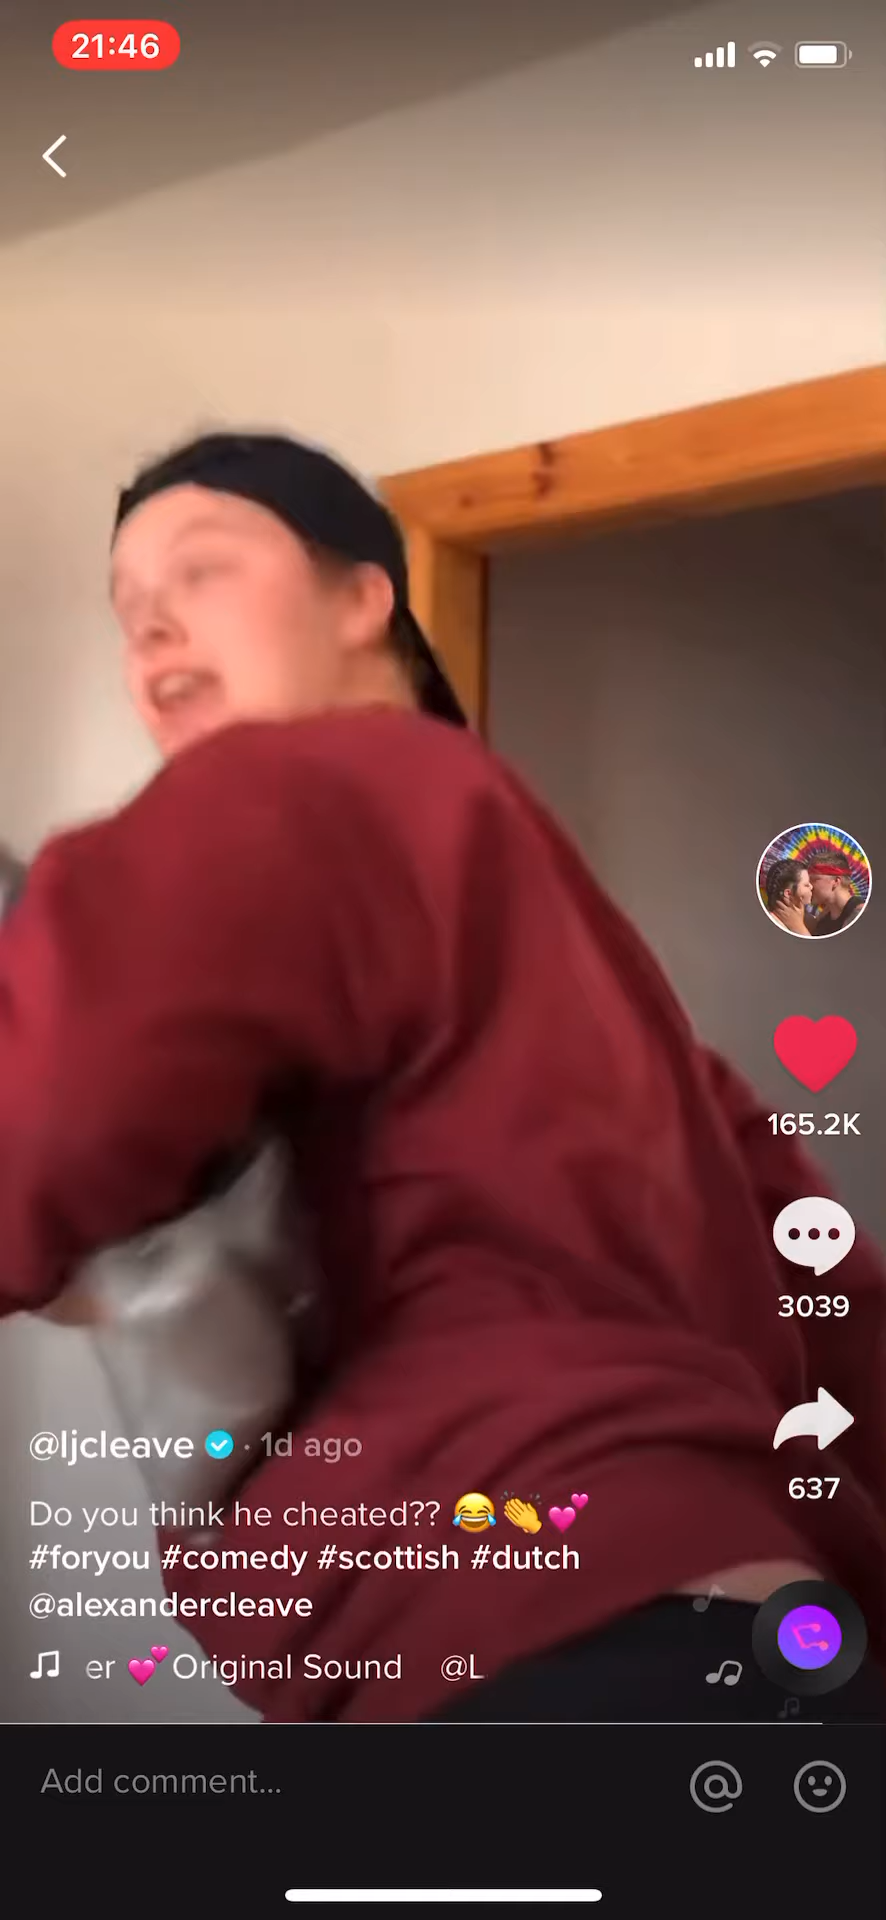 21:46
165.2K
3039
637
@ljcleave · 1d ago
Do you think he cheated?? 😂👏💕
#foryou #comedy #scottish #dutch
@alexandercleave
er 💕Original Sound @L
Add comment...